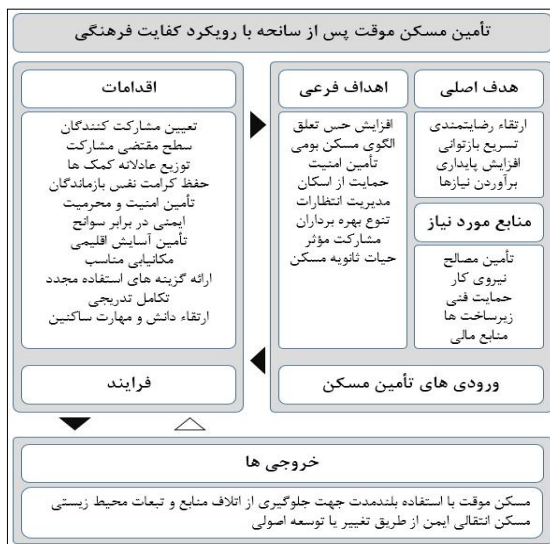 تأمین مسکن موقت پس از سانحه با رویکرد کفایت فرهنگی
هدف اصلی
ارتقاء رضایتمندی
تسریع بازتوانی
افزایش پایداری
برآوردن نیازها
منابع مورد نیاز
تأمین مصالح
نیروی کار
حمایت فنی
زیرساخت ها
منابع مالی
اهداف فرعی
افزایش حس تعلق
الگوی مسکن بومی
تأمین امنیت
حمایت از اسکان
مدیریت انتظارات
تنوع بهره برداران
مشارکت مؤثر
حیات ثانویه مسکن
ورودی های تأمین مسکن
اقدامات
تعیین مشارکت کنندگان
سطح مقتضی مشارکت
توزیع عادلانه کمک ها
حفظ کرامت نفس بازماندگان
تأمین امنیت و محرمیت
ایمنی در برابر سوانح
تأمین آسایش اقلیمی
مکانیابی مناسب
ارائه گزینه های استفاده مجدد
تکامل تدریجی
ارتقاء دانش و مهارت ساکنین
فرایند
خروجی ها
مسکن موقت با استفاده بلندمدت جهت جلوگیری از اتلاف منابع و تبعات محیط زیستی
مسکن انتقالی ایمن از طریق تغییر یا توسعه اصولی